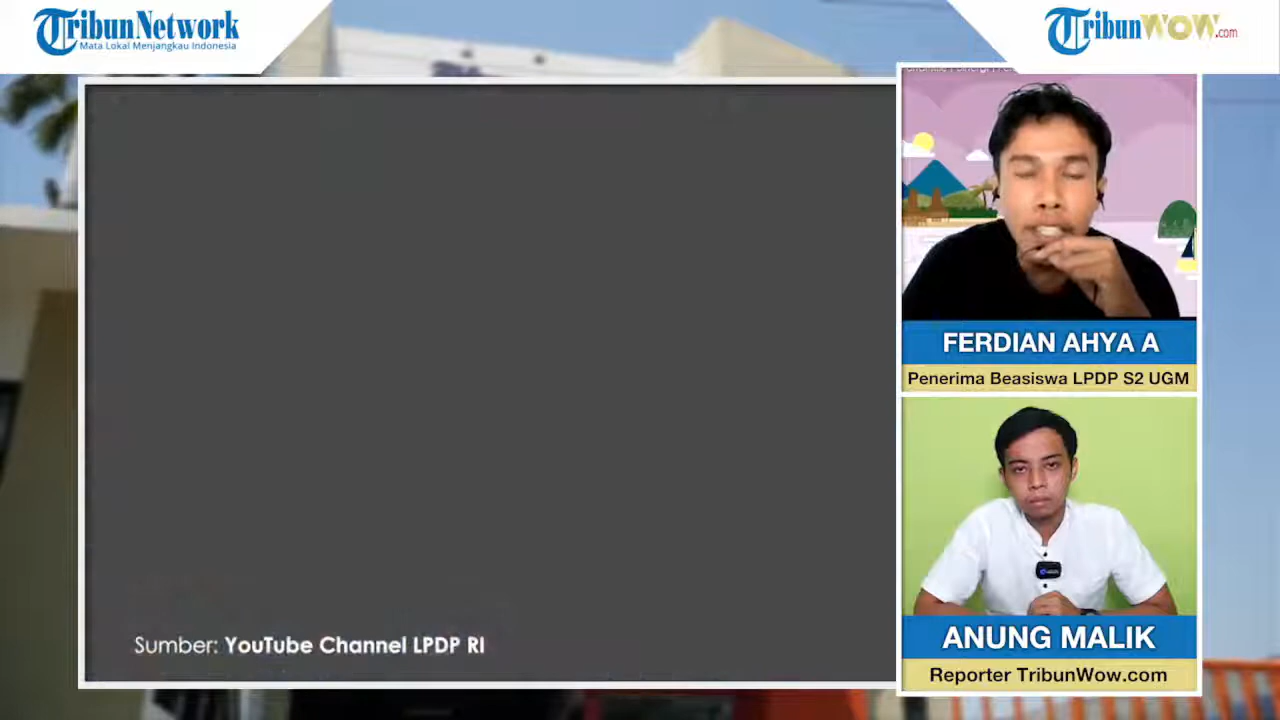 TribunNetwork
Mata Lokal Menjangkau Indonesia
TribunWOW.com
FERDIAN AHYA A
Penerima Beasiswa LPDP S2 UGM
ANUNG MALIK
Reporter TribunWow.com
Sumber: YouTube Channel LPDP RI